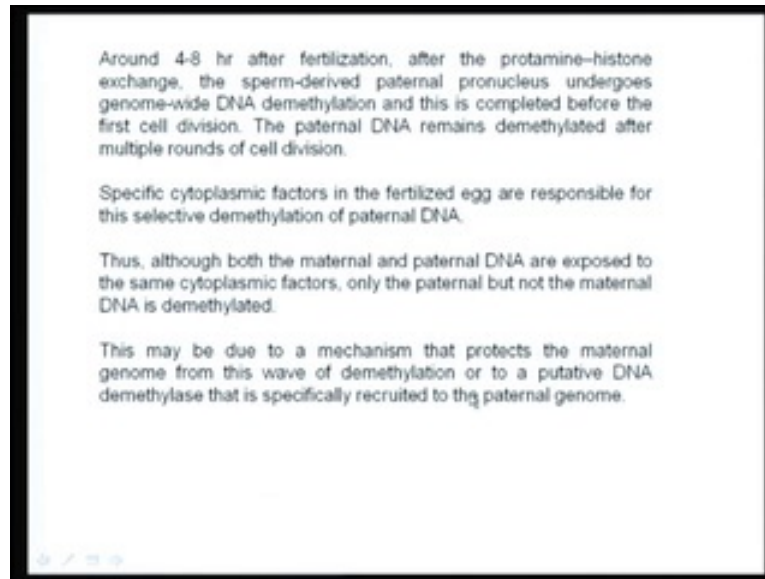 Around 4-8 hr after fertilization, after the protamine–histone
exchange, the sperm-derived paternal pronucleus undergoes
genome-wide DNA demethylation and this is completed before the
first cell division. The paternal DNA remains demethylated after
multiple rounds of cell division.
Specific cytoplasmic factors in the fertilized egg are responsible for
this selective demethylation of paternal DNA.
Thus, although both the maternal and paternal DNA are exposed to
the same cytoplasmic factors, only the paternal but not the maternal
DNA is demethylated.
This may be due to a mechanism that protects the maternal
genome from this wave of demethylation or to a putative DNA
demethylase that is specifically recruited to the paternal genome.